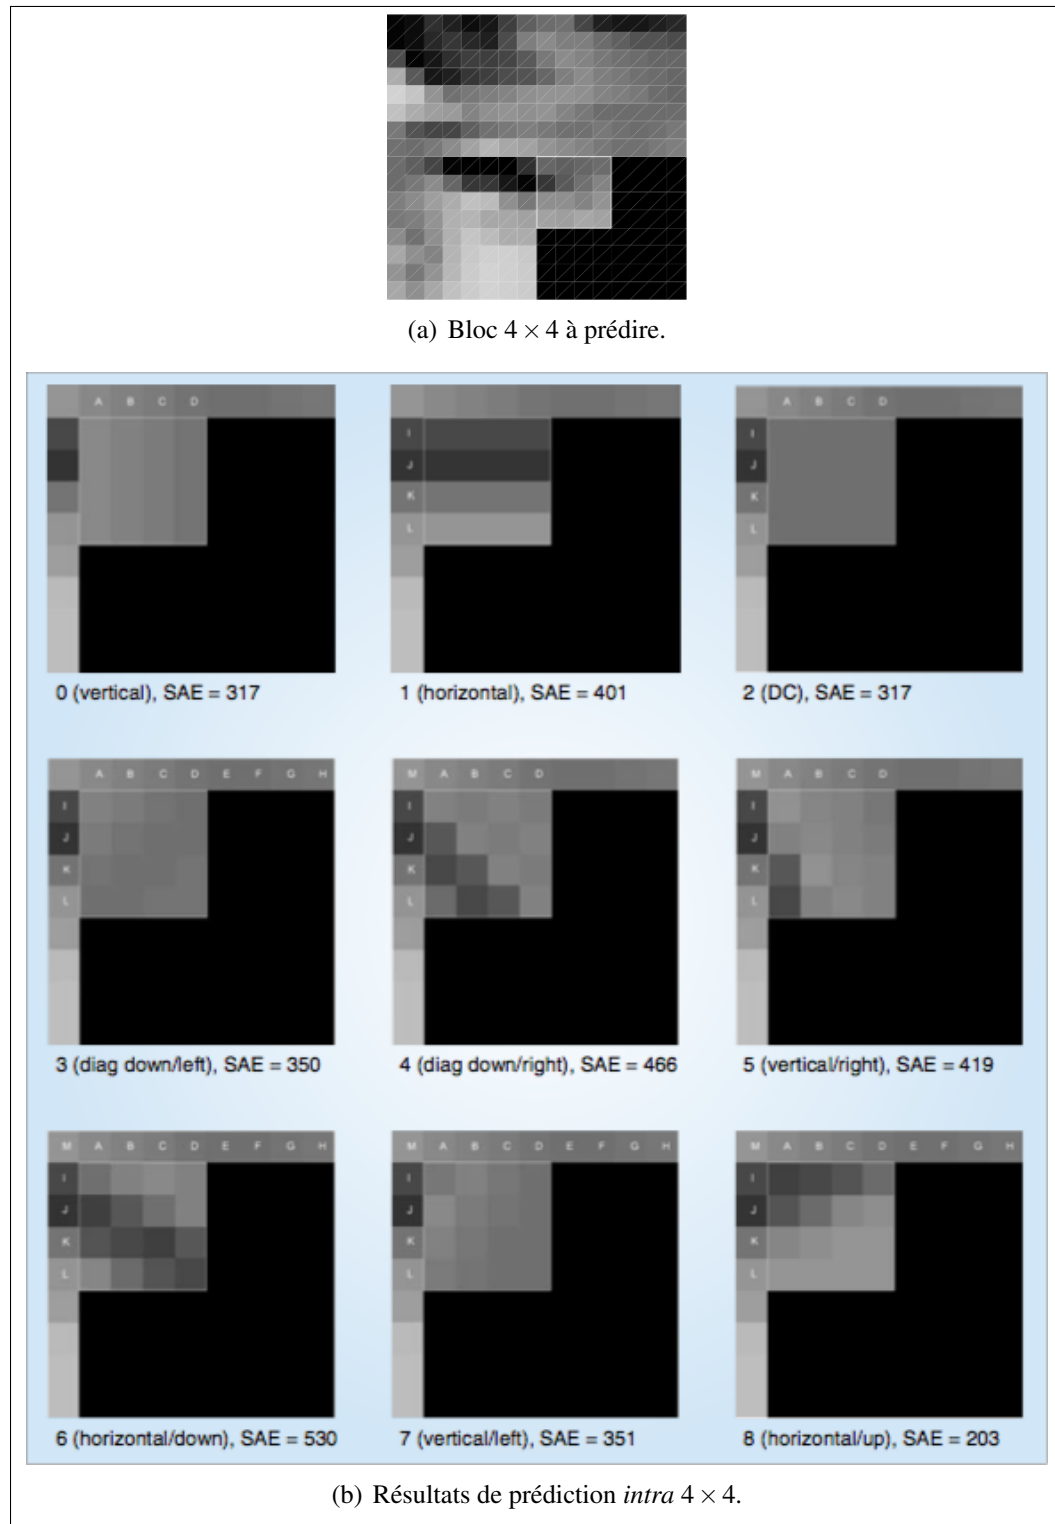 (a) Bloc 4 × 4 à prédire.
A B C D
I
J
K
L
A B C D
I
J
K
L
0 (vertical), SAE = 317
1 (horizontal), SAE = 401
2 (DC), SAE = 317
A B C D E F G H
I
J
K
L
M A B C D
I
J
K
L
M A B C D
I
J
K
L
3 (diag down/left), SAE = 350
4 (diag down/right), SAE = 466
5 (vertical/right), SAE = 419
M A B C D E F G H
I
J
K
L
M A B C D E F G H
I
J
K
L
M A B C D E F G H
I
J
K
L
6 (horizontal/down), SAE = 530
7 (vertical/left), SAE = 351
8 (horizontal/up), SAE = 203
(b) Résultats de prédiction intra 4 × 4.